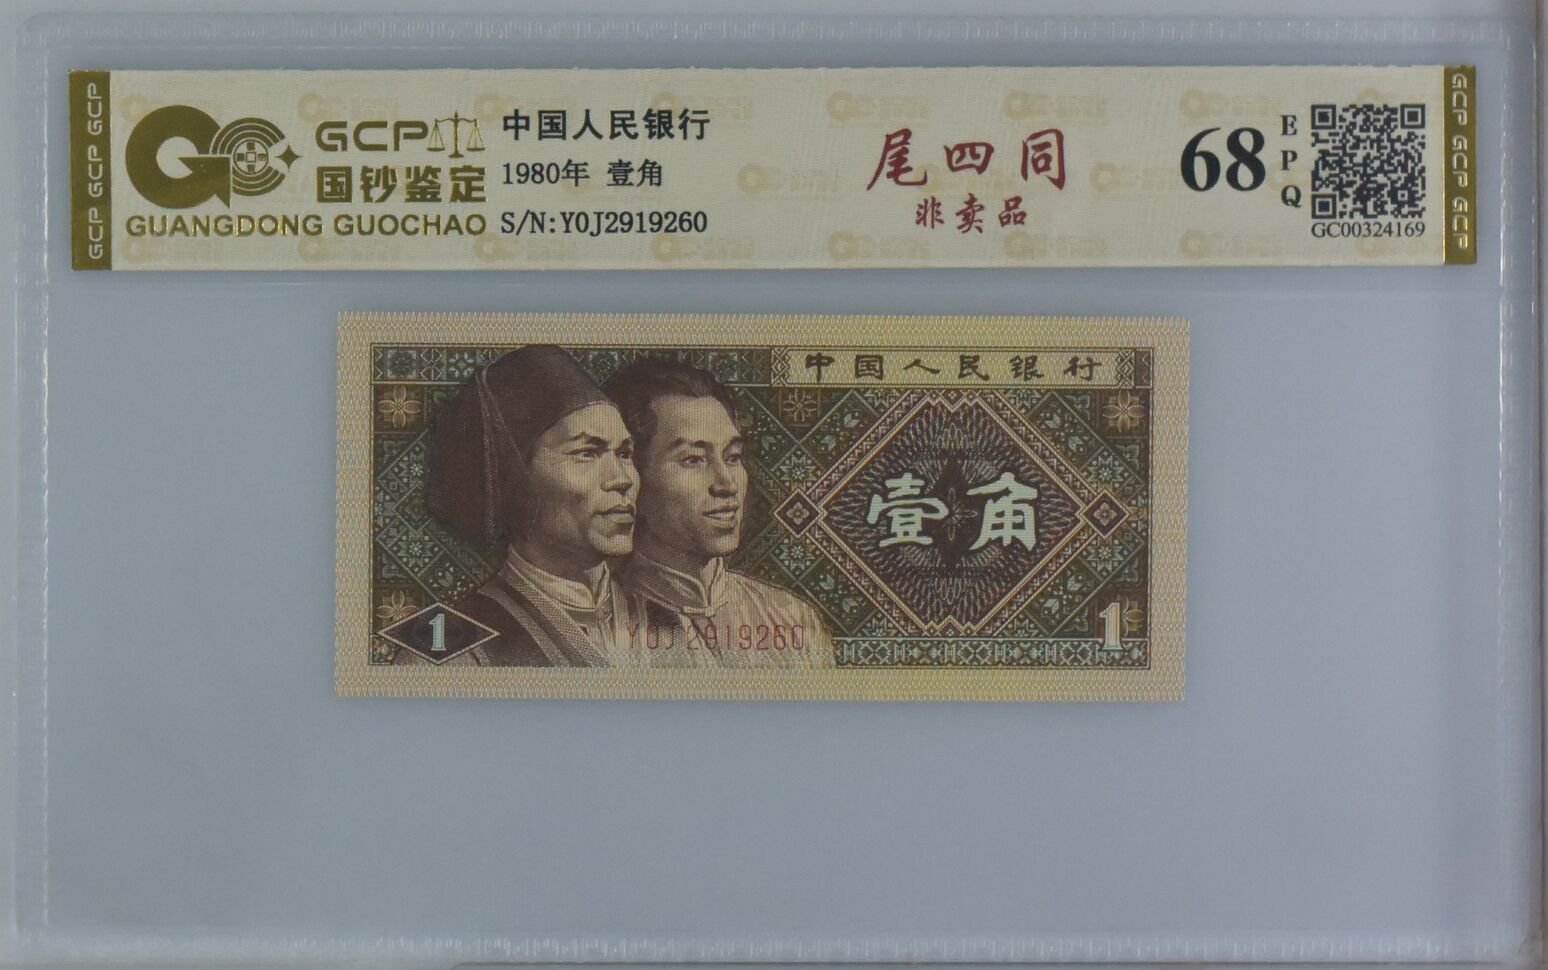 GCP GCP GCP
GCP
国钞鉴定
GUANGDONG GUOCHAO
中国人民银行
1980年 壹角
S/N:Y0J2919260
尾四同
非卖品
68
EPQ
GC00324169
GCP GCP GCP
中国人民银行
壹角
1
Y0J2919260
1